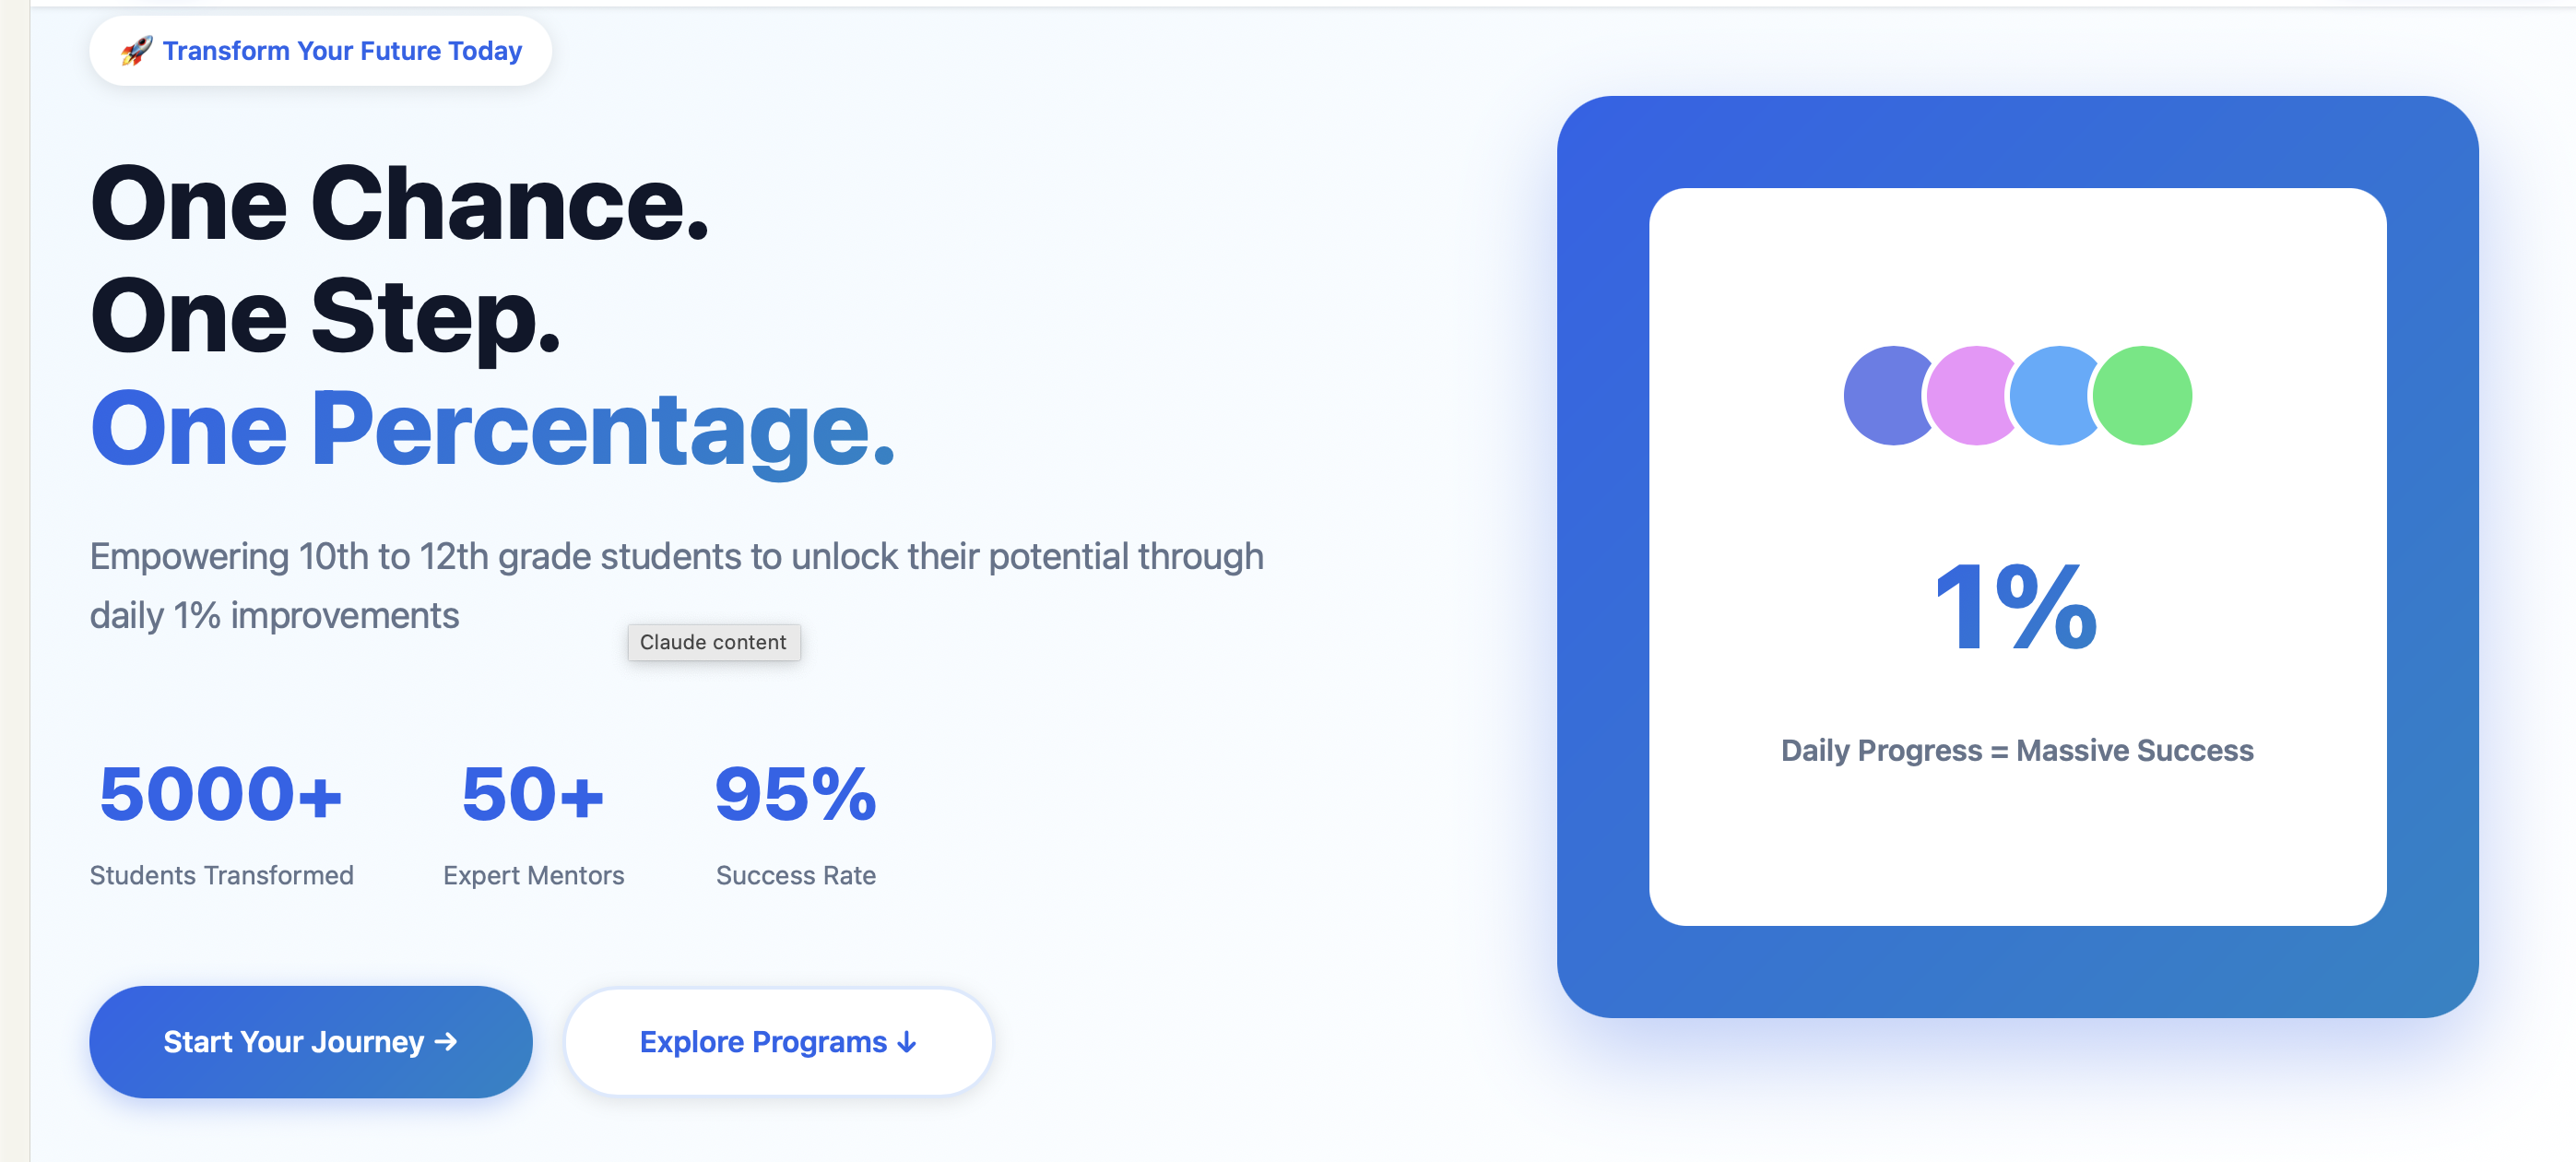 🚀 Transform Your Future Today
One Chance.
One Step.
One Percentage.
Empowering 10th to 12th grade students to unlock their potential through
daily 1% improvements
Claude content
5000+
Students Transformed
50+
Expert Mentors
95%
Success Rate
Start Your Journey →
Explore Programs ↓
1%
Daily Progress = Massive Success